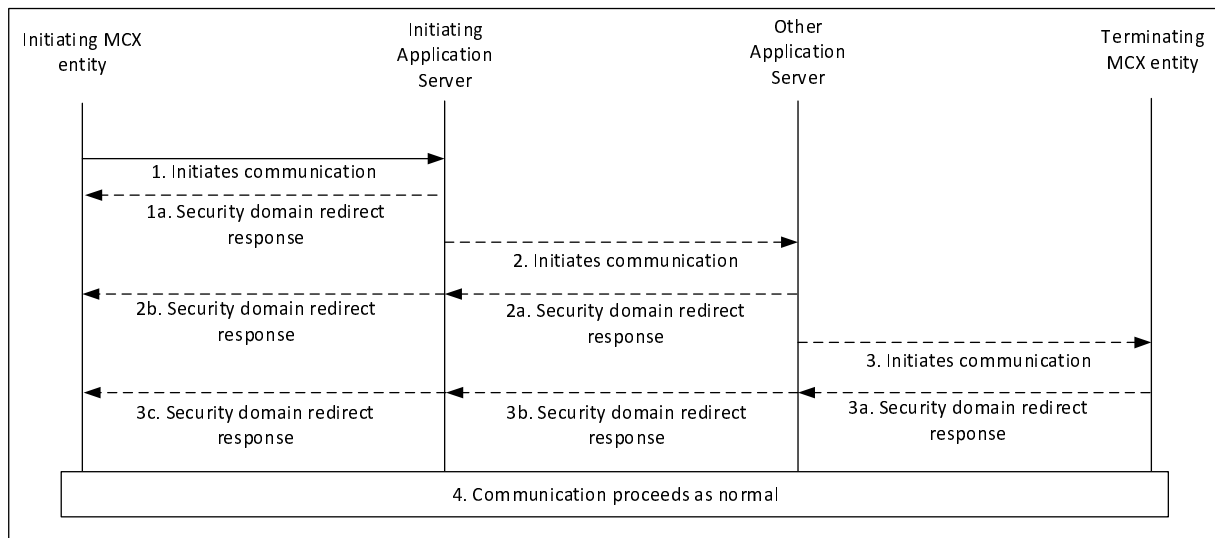 Initiating MCX
entity
Initiating
Application
Server
Other
Application
Server
Terminating
MCX entity
1. Initiates communication
1a. Security domain redirect
response
2. Initiates communication
2b. Security domain redirect
response
2a. Security domain redirect
response
3. Initiates communication
3c. Security domain redirect
response
3b. Security domain redirect
response
3a. Security domain redirect
response
4. Communication proceeds as normal